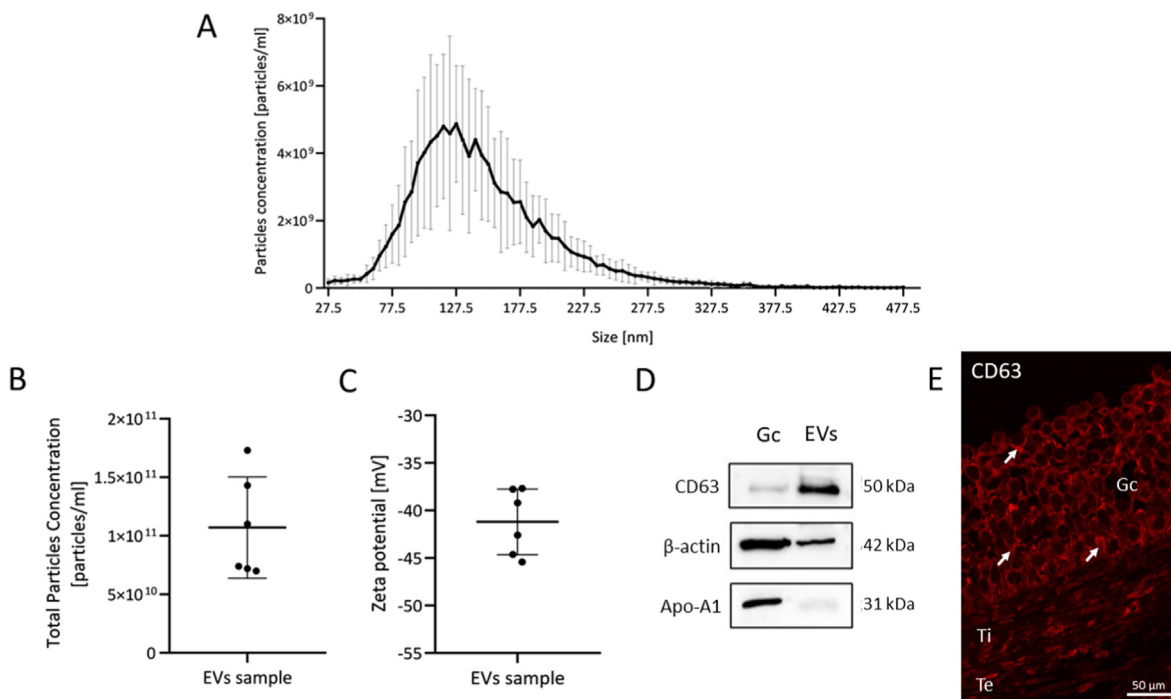 A
Particles concentration [particles/ml]
8×10⁹
6×10⁹
4×10⁹
2×10⁹
0
27.5 77.5 127.5 177.5 227.5 277.5 327.5 377.5 427.5 477.5
Size [nm]
B
Total Particles Concentration
[particles/ml]
2×10¹¹
1.5×10¹¹
1×10¹¹
5×10¹⁰
0
EVs sample
C
Zeta potential [mV]
-30
-35
-40
-45
-50
-55
EVs sample
D
Gc EVs
CD63 50 kDa
β-actin 42 kDa
Apo-A1 31 kDa
E
CD63
Gc
Ti
Te
50 µm